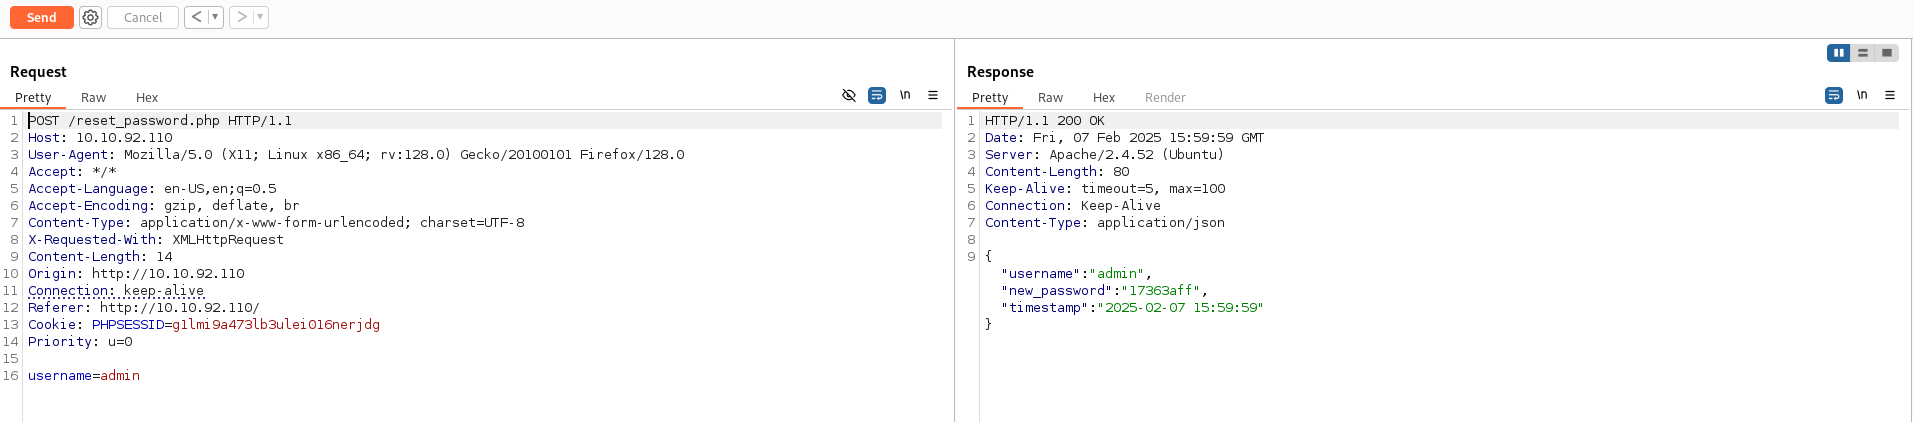 Send Cancel < >
Request
Pretty Raw Hex \n
1 POST /reset_password.php HTTP/1.1
2 Host: 10.10.92.110
3 User-Agent: Mozilla/5.0 (X11; Linux x86_64; rv:128.0) Gecko/20100101 Firefox/128.0
4 Accept: */*
5 Accept-Language: en-US,en;q=0.5
6 Accept-Encoding: gzip, deflate, br
7 Content-Type: application/x-www-form-urlencoded; charset=UTF-8
8 X-Requested-With: XMLHttpRequest
9 Content-Length: 14
10 Origin: http://10.10.92.110
11 Connection: keep-alive
12 Referer: http://10.10.92.110/
13 Cookie: PHPSESSID=g1lmi9a473lb3ulei016nerjdg
14 Priority: u=0
15
16 username=admin
Response
Pretty Raw Hex Render \n
1 HTTP/1.1 200 OK
2 Date: Fri, 07 Feb 2025 15:59:59 GMT
3 Server: Apache/2.4.52 (Ubuntu)
4 Content-Length: 80
5 Keep-Alive: timeout=5, max=100
6 Connection: Keep-Alive
7 Content-Type: application/json
8
9 {
"username":"admin",
"new_password":"17363aff",
"timestamp":"2025-02-07 15:59:59"
}